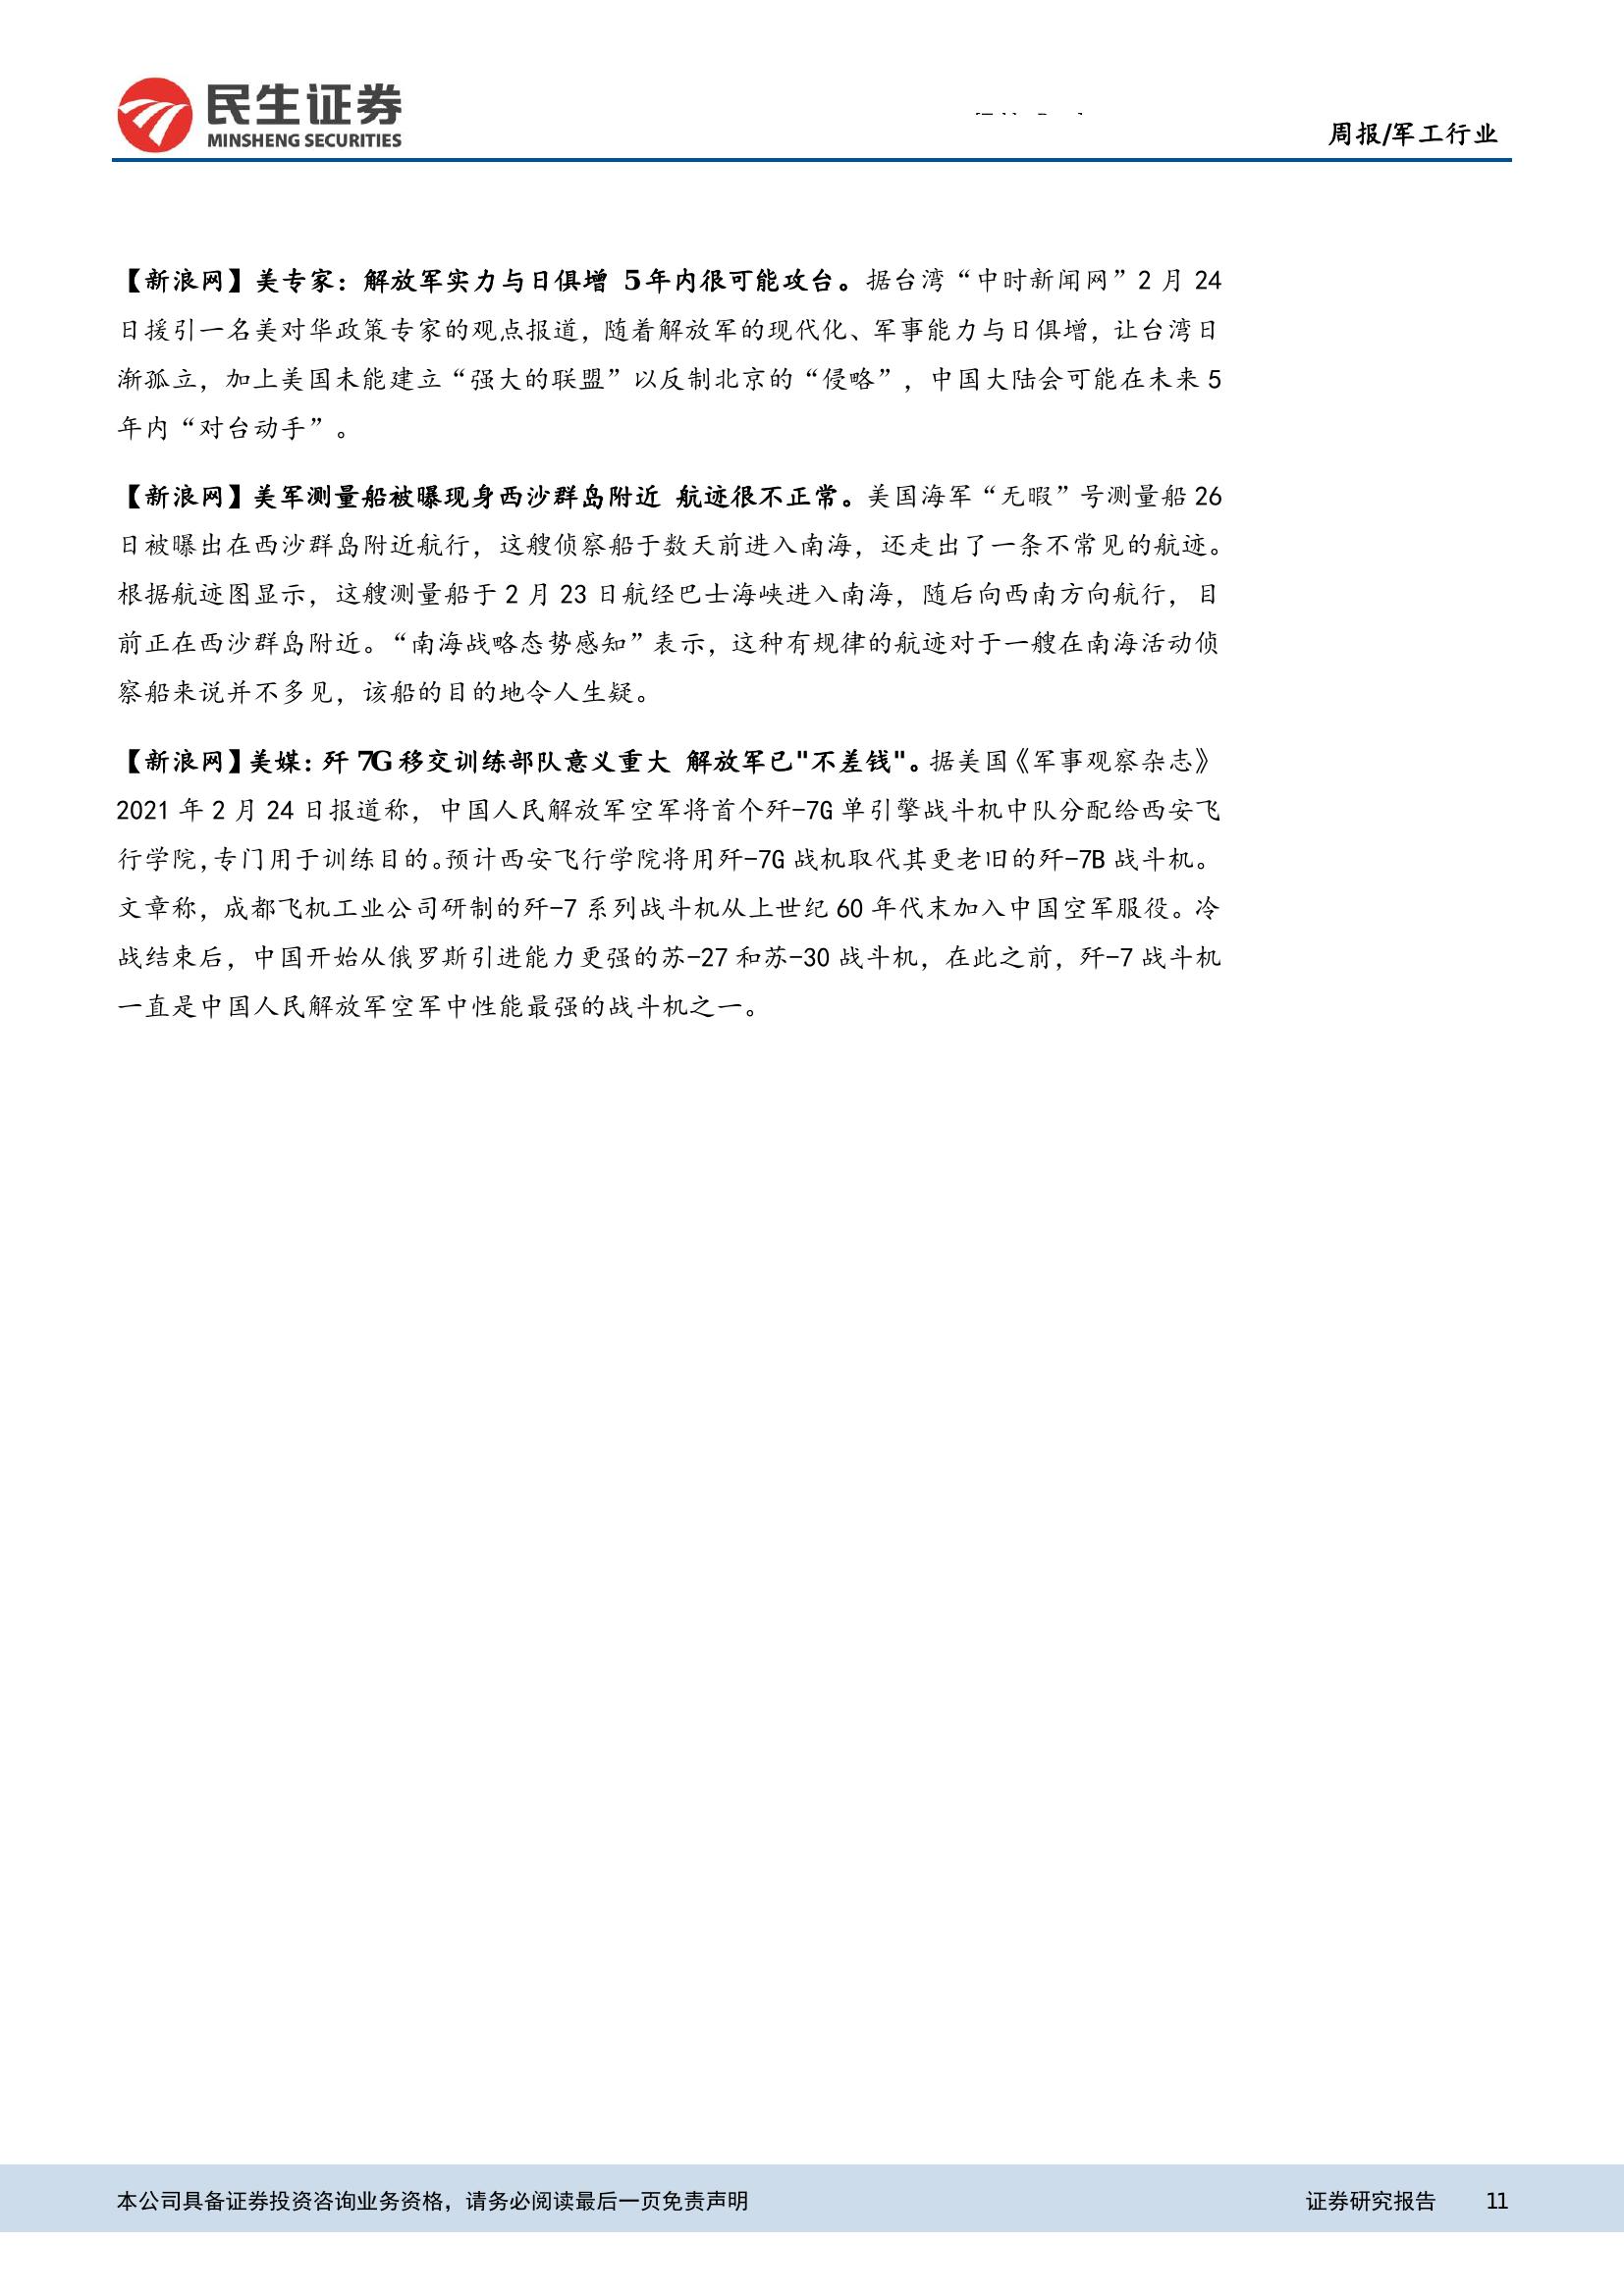 民生证券
MINSHENG SECURITIES
周报/军工行业
【新浪网】美专家：解放军实力与日俱增 5年内很可能攻台。据台湾“中时新闻网”2 月 24
日援引一名美对华政策专家的观点报道，随着解放军的现代化、军事能力与日俱增，让台湾日
渐孤立，加上美国未能建立“强大的联盟”以反制北京的“侵略”，中国大陆会可能在未来 5
年内“对台动手”。
【新浪网】美军测量船被曝现身西沙群岛附近 航迹很不正常。美国海军“无暇”号测量船 26
日被曝出在西沙群岛附近航行，这艘侦察船于数天前进入南海，还走出了一条不常见的航迹。
根据航迹图显示，这艘测量船于 2 月 23 日航经巴士海峡进入南海，随后向西南方向航行，目
前正在西沙群岛附近。“南海战略态势感知”表示，这种有规律的航迹对于一艘在南海活动侦
察船来说并不多见，该船的目的地令人生疑。
【新浪网】美媒：歼 7G 移交训练部队意义重大 解放军已"不差钱"。据美国《军事观察杂志》
2021 年 2 月 24 日报道称，中国人民解放军空军将首个歼-7G 单引擎战斗机中队分配给西安飞
行学院，专门用于训练目的。预计西安飞行学院将用歼-7G 战机取代其更老旧的歼-7B 战斗机。
文章称，成都飞机工业公司研制的歼-7 系列战斗机从上世纪 60 年代末加入中国空军服役。冷
战结束后，中国开始从俄罗斯引进能力更强的苏-27 和苏-30 战斗机，在此之前，歼-7 战斗机
一直是中国人民解放军空军中性能最强的战斗机之一。
本公司具备证券投资咨询业务资格，请务必阅读最后一页免责声明
证券研究报告 11